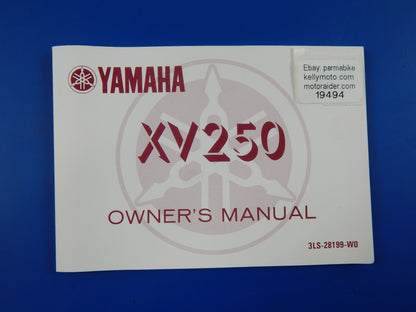 YAMAHA
Ebay: parmabike
kellymoto.com
motoraider.com
19494
XV250
OWNER'S MANUAL
3LS-28199-W0